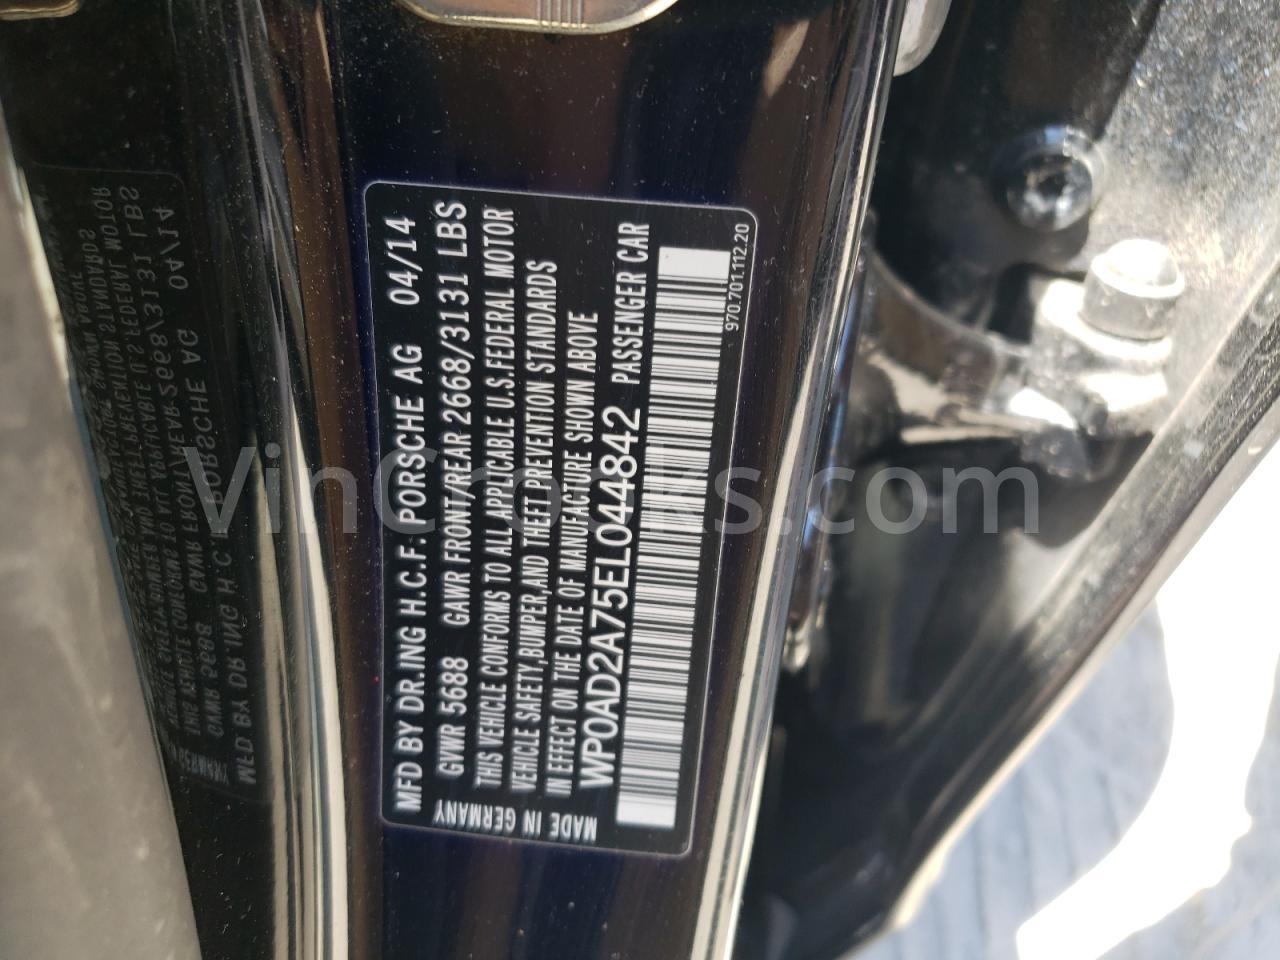 MFD BY DR.ING H.C.F. PORSCHE AG 04/14
GVWR 5688 GAWR FRONT/REAR 2668/3131 LBS
THIS VEHICLE CONFORMS TO ALL APPLICABLE U.S.FEDERAL MOTOR
VEHICLE SAFETY,BUMPER,AND THEFT PREVENTION STANDARDS
IN EFFECT ON THE DATE OF MANUFACTURE SHOWN ABOVE
WP0AD2A75EL044842 PASSENGER CAR
MADE IN GERMANY
970.701.112.20
VinCrocks.com